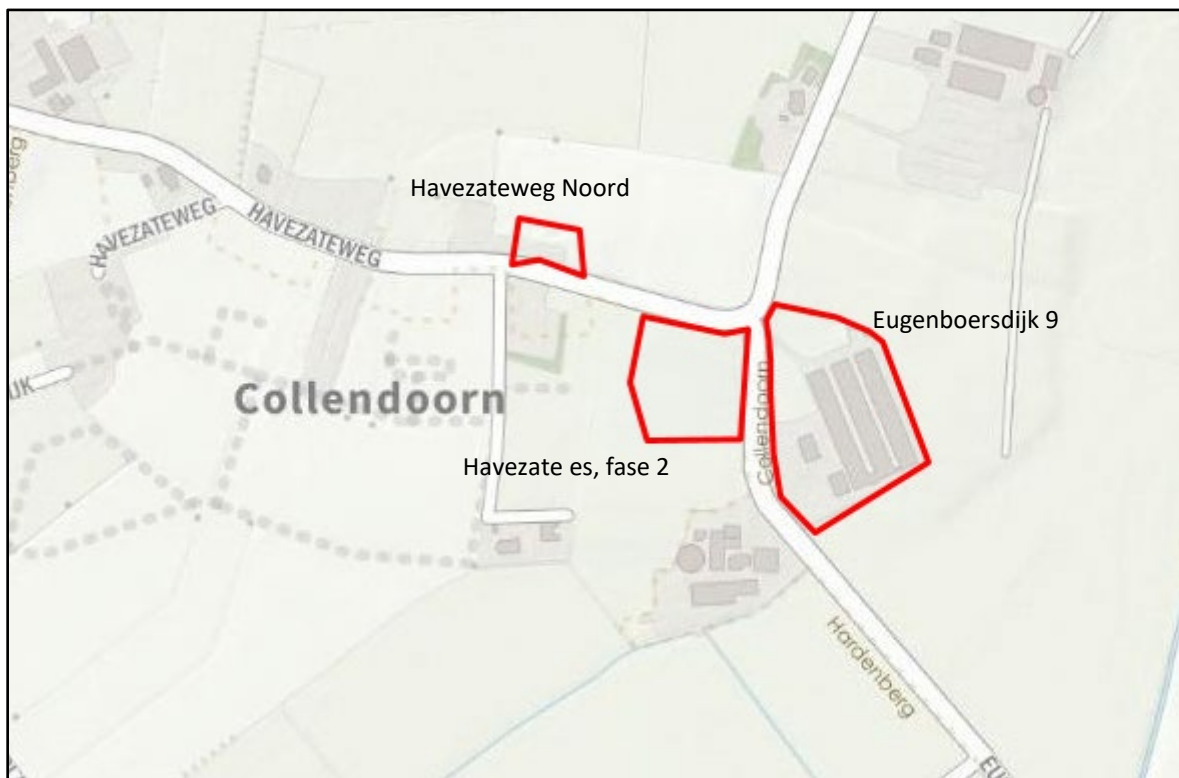 Havezateweg Noord
HAVEZATEWEG
HAVEZATEWEG
Eugenboersdijk 9
Collendoorn
Collendoorn
Havezate es, fase 2
Hardenberg